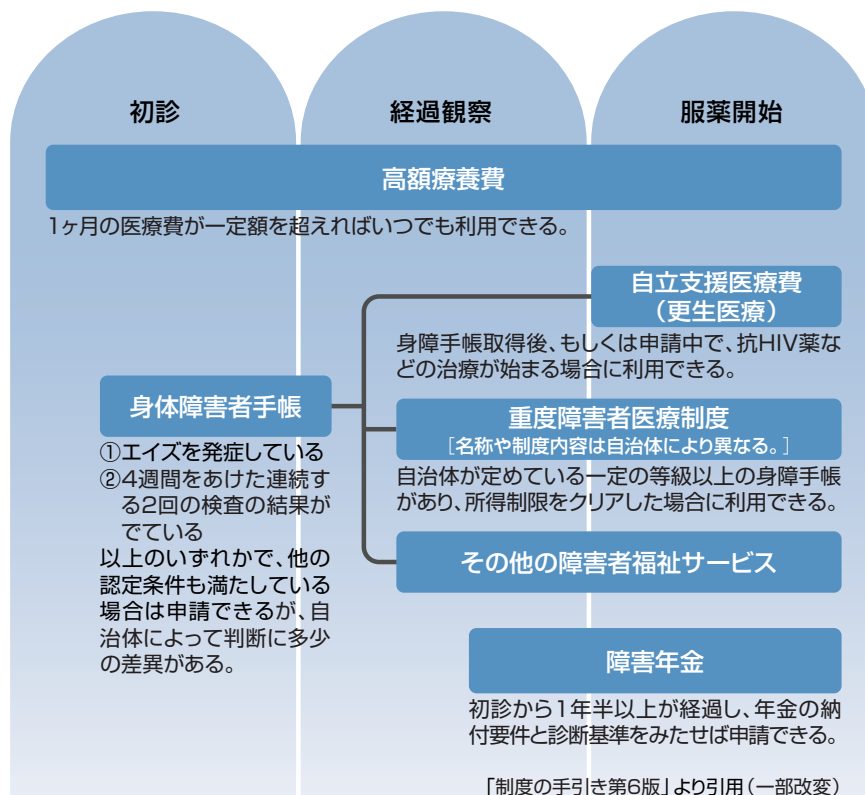 初診
経過観察
服薬開始
高額療養費
1ヶ月の医療費が一定額を超えればいつでも利用できる。
自立支援医療費
（更生医療）
身障手帳取得後、もしくは申請中で、抗HIV薬な
どの治療が始まる場合に利用できる。
身体障害者手帳
①エイズを発症している
②4週間をあけた連続す
る2回の検査の結果が
でている
以上のいずれかで、他の
認定条件も満たしている
場合は申請できるが、自
治体によって判断に多少
の差異がある。
重度障害者医療制度
［名称や制度内容は自治体により異なる。］
自治体が定めている一定の等級以上の身障手帳
があり、所得制限をクリアした場合に利用できる。
その他の障害者福祉サービス
障害年金
初診から1年半以上が経過し、年金の納
付要件と診断基準をみたせば申請できる。
「制度の手引き第6版」より引用（一部改変）